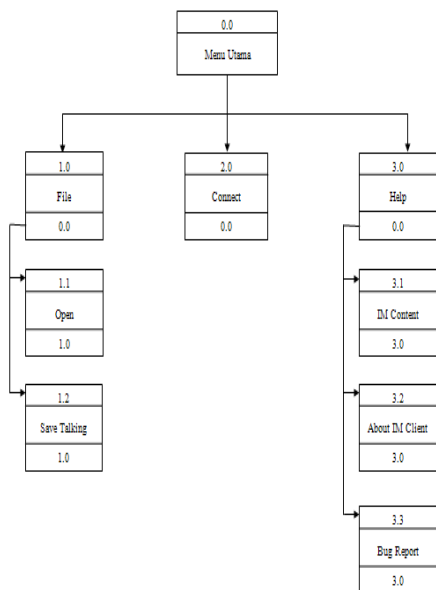 0.0
Menu Utama
1.0
File
0.0
2.0
Connect
0.0
3.0
Help
0.0
1.1
Open
1.0
1.2
Save Talking
1.0
3.1
IM Content
3.0
3.2
About IM Client
3.0
3.3
Bug Report
3.0